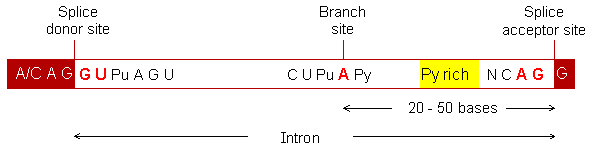 Splice
donor site
Branch
site
Splice
acceptor site
A/C A G G U Pu A G U C U Pu A Py Py rich N C A G G
20 - 50 bases
Intron